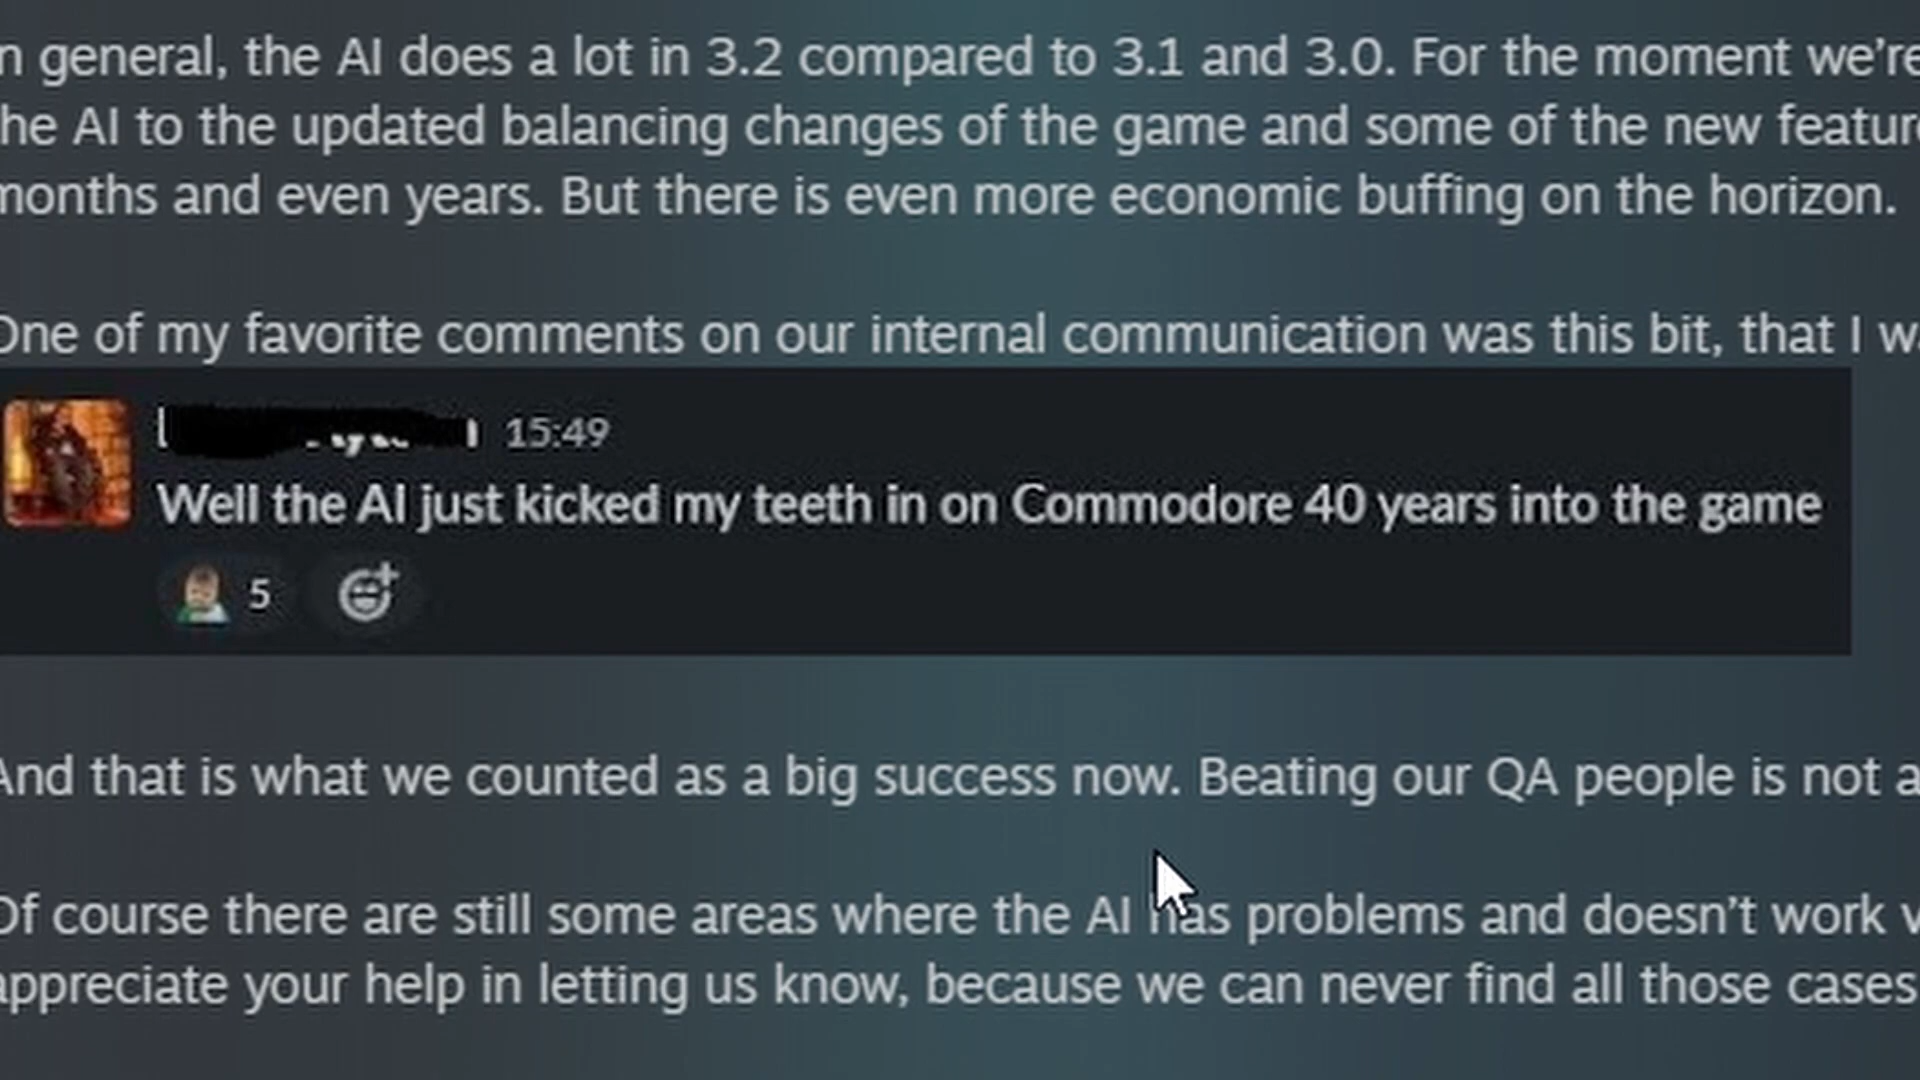 n general, the AI does a lot in 3.2 compared to 3.1 and 3.0. For the moment we're
he AI to the updated balancing changes of the game and some of the new featur
months and even years. But there is even more economic buffing on the horizon.
One of my favorite comments on our internal communication was this bit, that I wa
15:49
Well the AI just kicked my teeth in on Commodore 40 years into the game
5
And that is what we counted as a big success now. Beating our QA people is not a
Of course there are still some areas where the AI has problems and doesn't work v
appreciate your help in letting us know, because we can never find all those cases